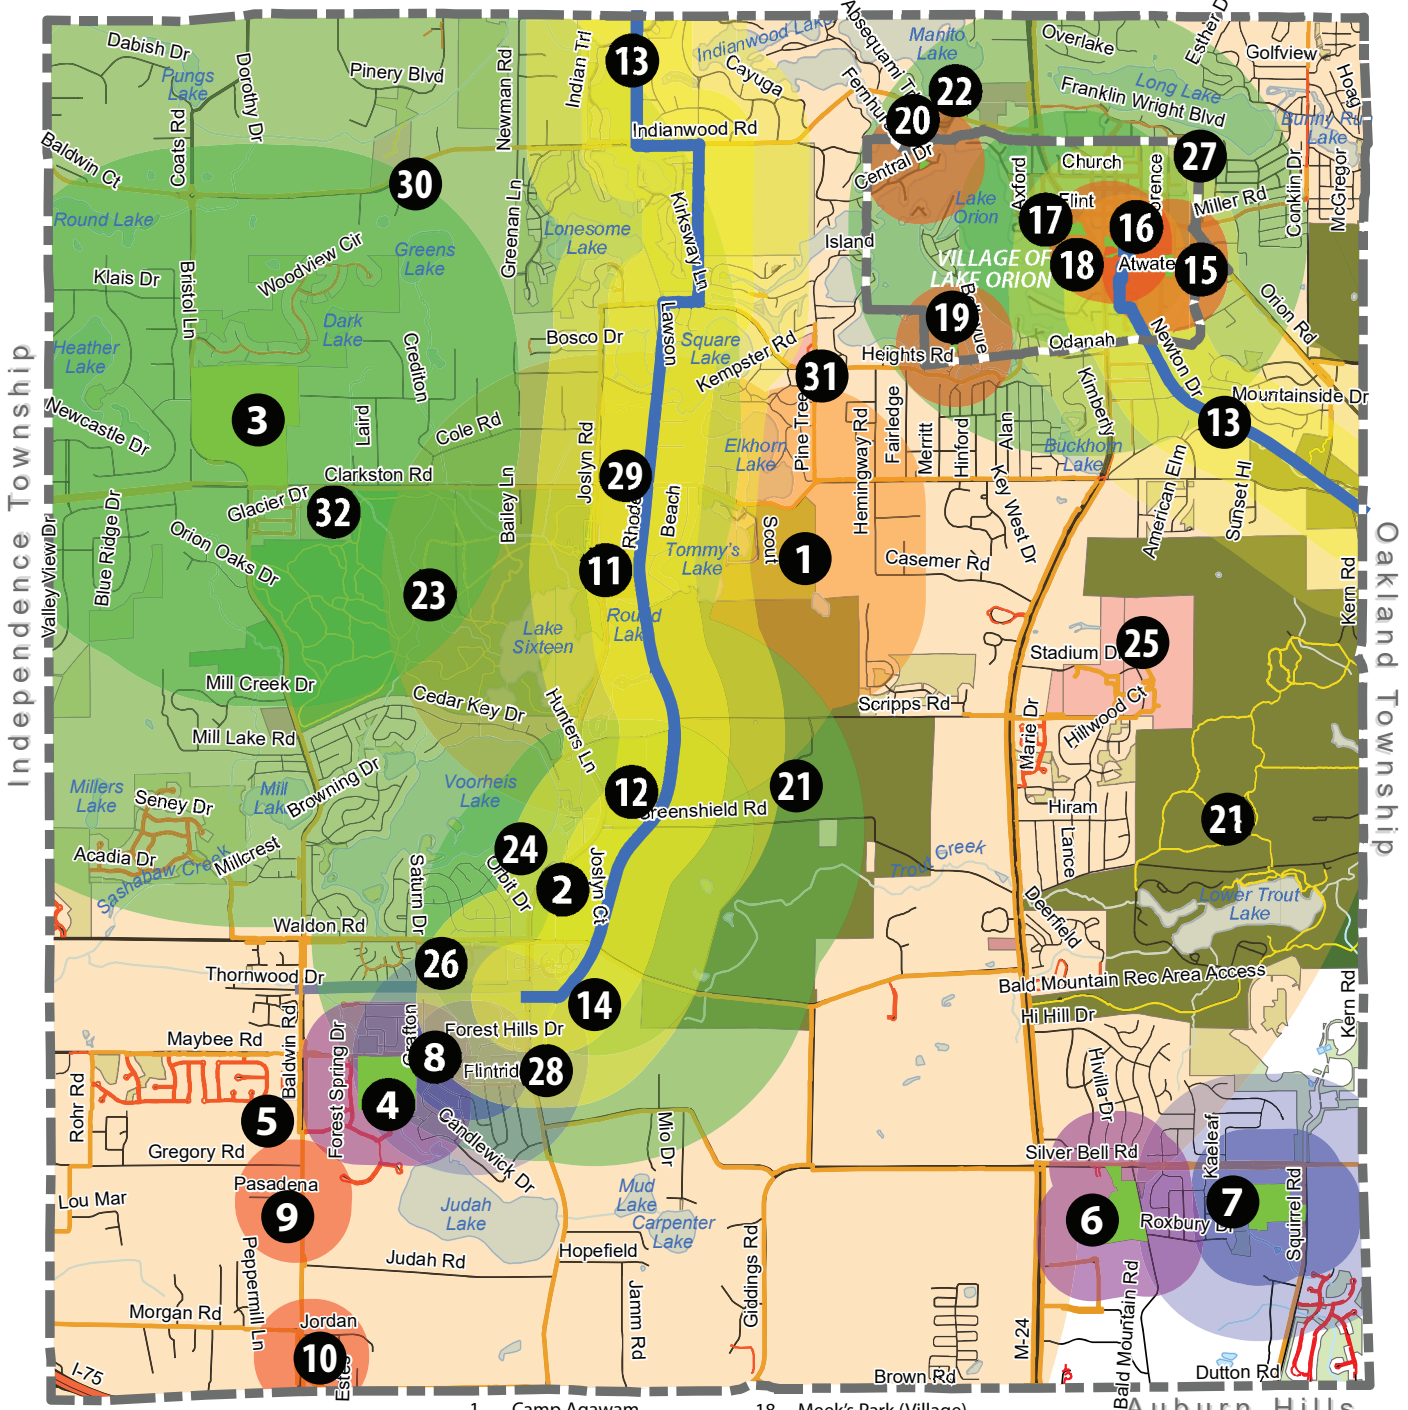 Dabish Dr
Pungs
Lake
Dorothy Dr
Pinery Blvd
Newman Rd
Indian Trl
13
Indianwood Lake
Cayuga
Absequami
Manito
Lake
Overlake
Esther D
Golfview
Hoag
Coats Rd
Indianwood Rd
22
20
Long Lake
Franklin Wright Blvd
Lake
Baldwin Ct
30
Central Dr
Church
27
Conklin Dr
McGregor
Round Lake
Greenan Ln
Lonesome
Lake
Kirksway Ln
Axford
Lake
Orion
17
Flint
16
Miller Rd
Woodview Cir
Greens
Lake
Island
VILLAGE OF
LAKE ORION
18
15
Klais Dr
Bristol Ln
Dark
Lake
Bosco Dr
Lawson
Square
Lake
Kempster Rd
19
Heights Rd
Odanah
Newton Dr
Orion Rd
Heather
Lake
Crediton
31
Mountainside Dr
Newcastle Dr
3
Laird
Cole Rd
Joslyn Rd
Elkhorn
Lake
Pine Tree
Hemingway Rd
Fairledge
Merritt
Hinford
Alan
Kimberly
Buckhorn
Lake
13
Clarkston Rd
29
Beach
Key West Dr
American Elm
Sunset Hl
Independence Township
Oakland Township
Glacier Dr
32
Bailey Ln
Scout
1
Casemer Rd
Valley View Dr
Blue Ridge Dr
Orion Oaks Dr
23
11
Tommy's
Lake
Kern Rd
Lake
Sixteen
25
Mill Creek Dr
Cedar Key Dr
Hunters Ln
Scripps Rd
Marie Dr
Hillwood Ct
Mill Lake Rd
Millers
Lake
Seney Dr
Mill
Browning Dr
Voorheis
Lake
12
21
Hiram
21
Acadia Dr
Sashabaw Creek
Millcrest
24
Orbit Dr
2
Joslyn Ct
Trout Creek
Lance
Lower Trout
Lake
Saturn Dr
Waldon Rd
Deerfield
Thornwood Dr
26
14
Bald Mountain Rec Area Access
Kern Rd
Hi Hill Dr
Maybee Rd
Baldwin Rd
Forest Spring Dr
Grafton
8
Forest Hills Dr
28
Hivilla Dr
Rohr Rd
5
4
Candlewick Dr
Mio Dr
Gregory Rd
Silver Bell Rd
Kaeleaf
Lou Mar
Pasadena
9
Judah
Lake
Mud
Lake
Carpenter
Lake
6
Roxbury
7
Squirrel Rd
Peppermill Ln
Judah Rd
Hopefield
Giddings Rd
Jamm Rd
Morgan Rd
Jordan
10
M-24
Bald Mountain Rd
I-75
Brown Rd
Dutton Rd
Auburn Hills
1 Camp Agawam
18 Meek's Park (Village)